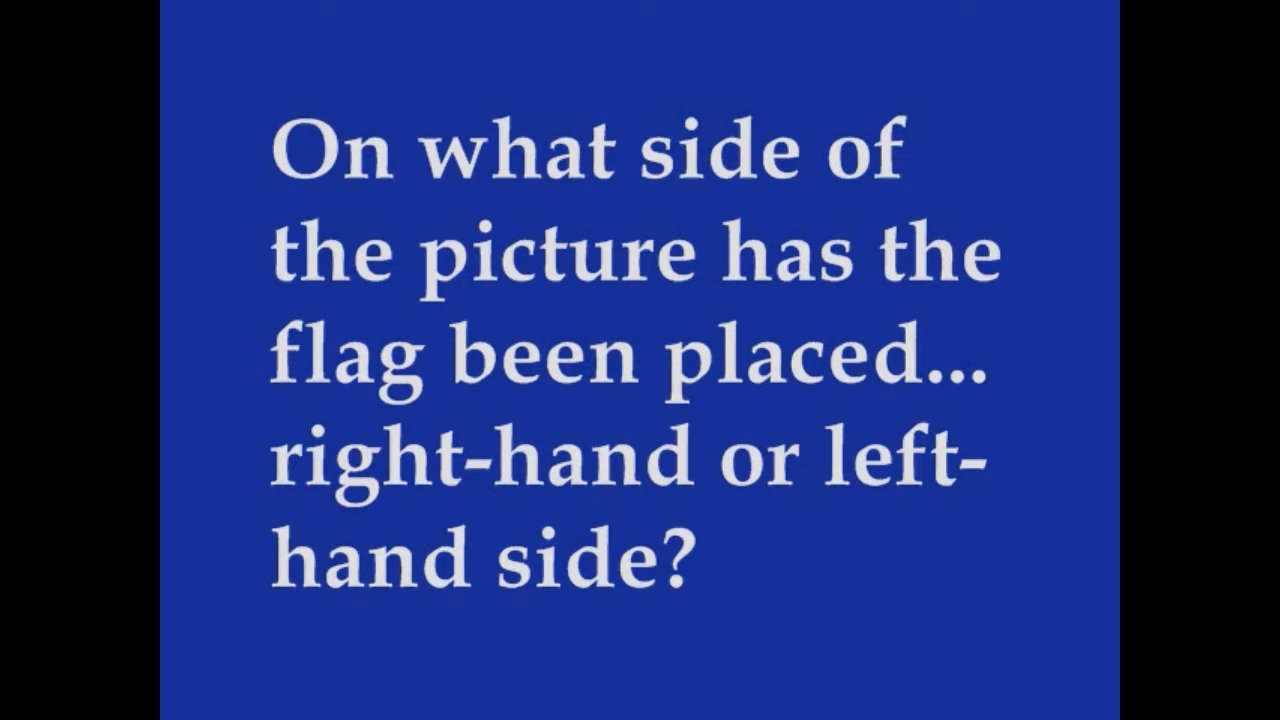 On what side of
the picture has the
flag been placed...
right-hand or left-
hand side?